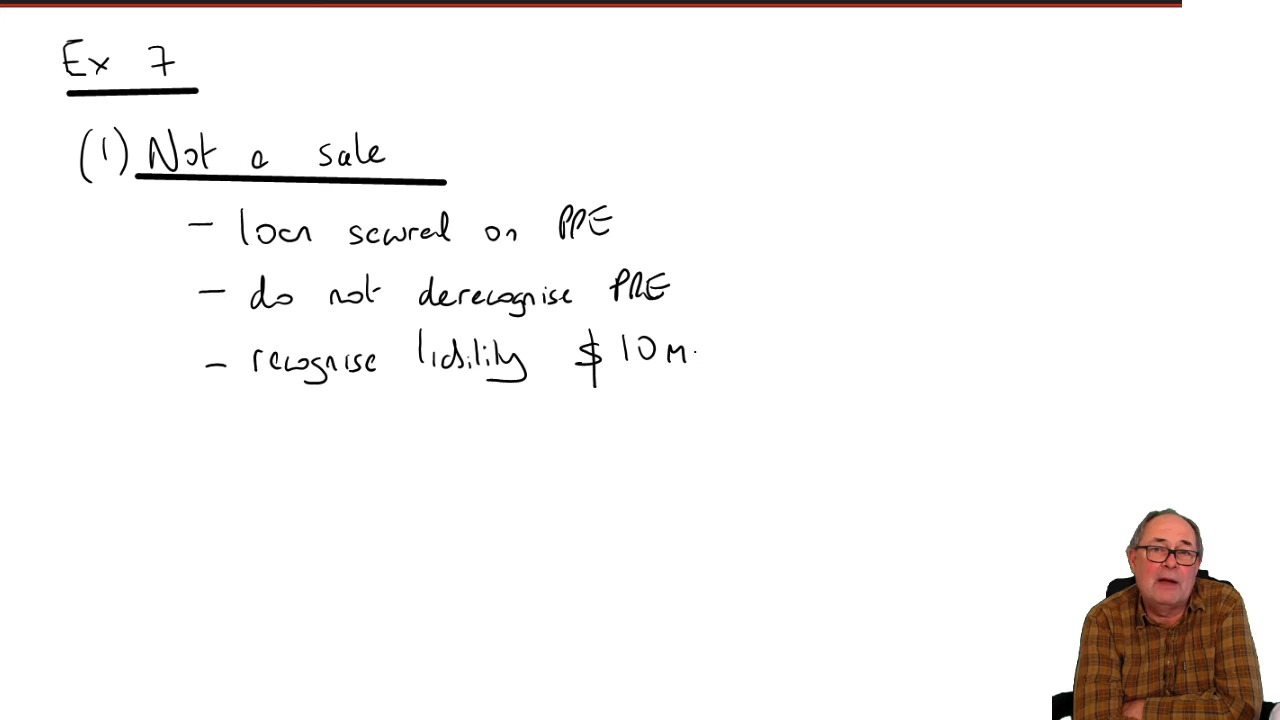 Ex 7
(1) Not a sale
- loan secured on PPE
- do not derecognise PPE
- recognise liability $10m.